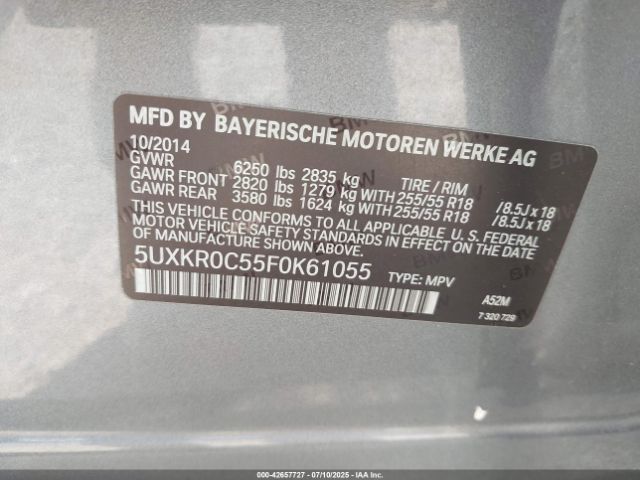 MFD BY BAYERISCHE MOTOREN WERKE AG
10/2014
GVWR 6250 lbs 2835 kg TIRE / RIM
GAWR FRONT 2820 lbs 1279 kg WITH 255/55 R18 /8.5J x 18
GAWR REAR 3580 lbs 1624 kg WITH 255/55 R18 /8.5J x 18
THIS VEHICLE CONFORMS TO ALL APPLICABLE U.S. FEDERAL
MOTOR VEHICLE SAFETY STANDARDS IN EFFECT ON THE DATE
OF MANUFACTURE SHOWN ABOVE.
5UXKR0C55F0K61055 TYPE: MPV
A52M
7 320 729
000-42657727 - 07/10/2025 - IAAI.COM